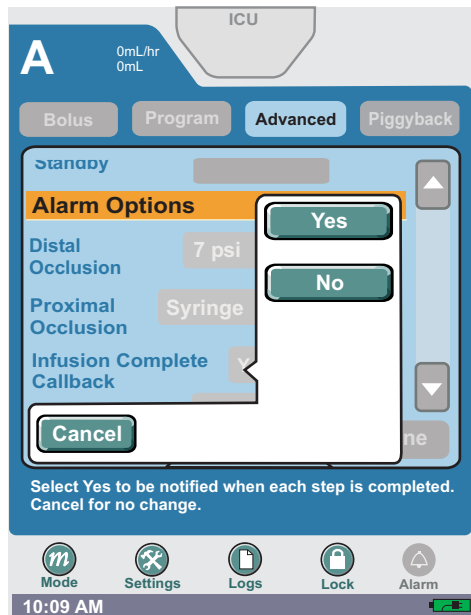 ICU
A
0mL/hr
0mL
Bolus Program Advanced Piggyback
Standby
Alarm Options
Yes
Distal
Occlusion
7 psi
No
Proximal
Occlusion
Syringe
Infusion Complete
Callback
Cancel
Select Yes to be notified when each step is completed.
Cancel for no change.
m
Mode Settings Logs Lock Alarm
10:09 AM